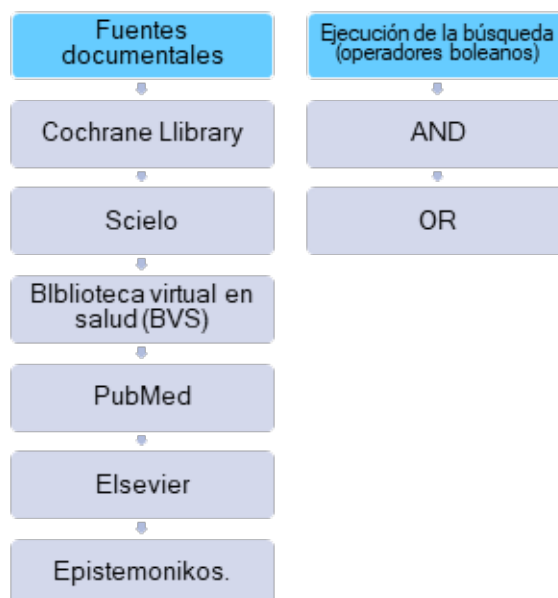 Fuentes
documentales
Cochrane Llibrary
Scielo
BIblioteca virtual en
salud (BVS)
PubMed
Elsevier
Epistemonikos.
Ejecución de la búsqueda
(operadores boleanos)
AND
OR